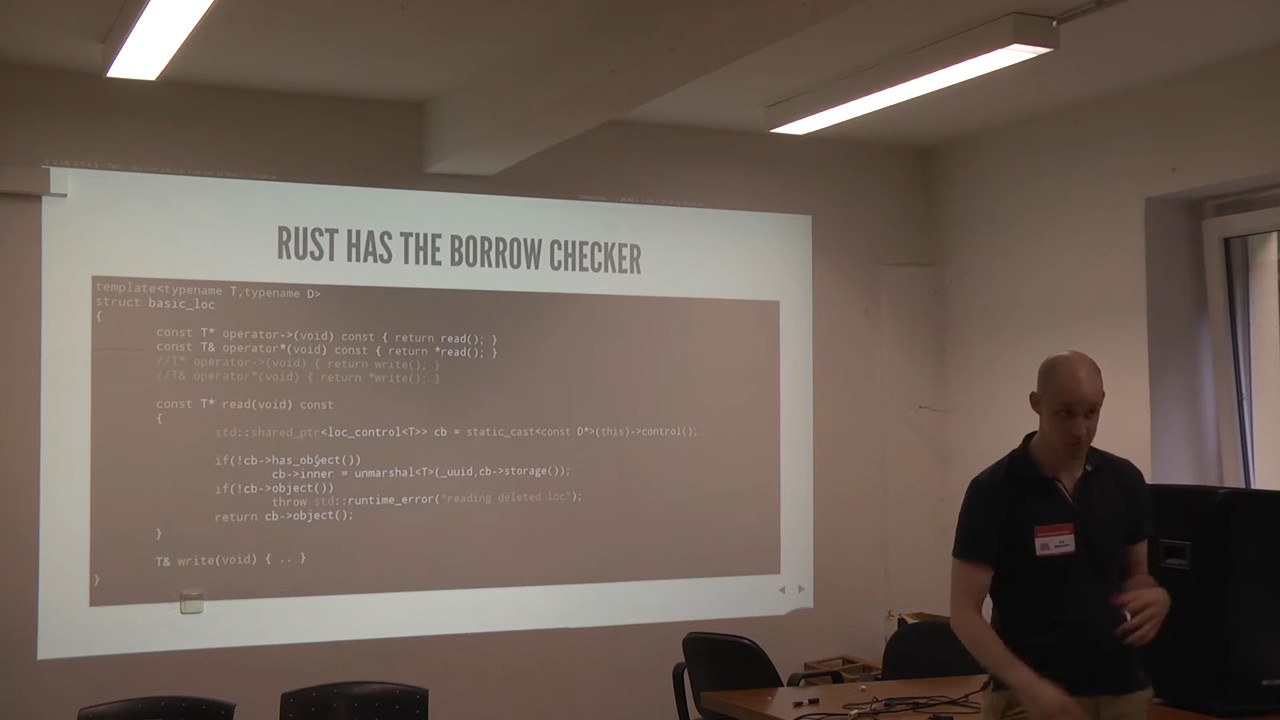 RUST HAS THE BORROW CHECKER
template<typename T,typename D>
struct basic_loc
{
const T* operator->(void) const { return read(); }
const T& operator*(void) const { return *read(); }
//T* operator->(void) { return write(); }
//T& operator*(void) { return *write(); }
const T* read(void) const
{
std::shared_ptr<loc_control<T>> cb = static_cast<const D*>(this)->control();
if(!cb->has_object())
cb->inner = unmarshal<T>(_uuid,cb->storage());
if(!cb->object())
throw std::runtime_error("reading deleted loc");
return cb->object();
}
T& write(void) { .. }
}